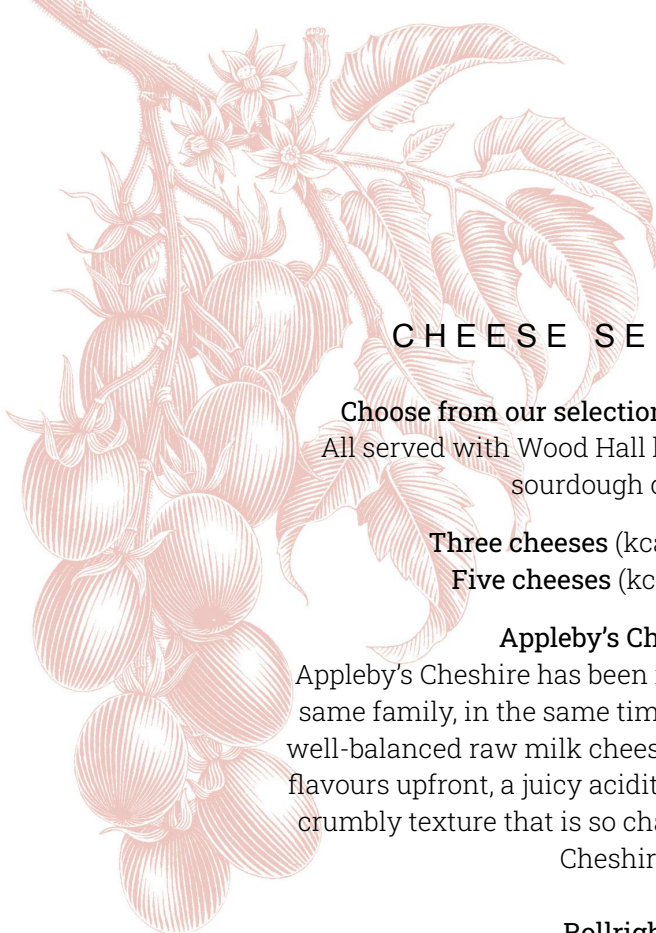 CHEESE SE
Choose from our selection
All served with Wood Hall
sourdough
Three cheeses (kc
Five cheeses (kc
Appleby's Ch
Appleby's Cheshire has been
same family, in the same tim
well-balanced raw milk chees
flavours upfront, a juicy acidit
crumbly texture that is so cha
Cheshir
Rollrigh